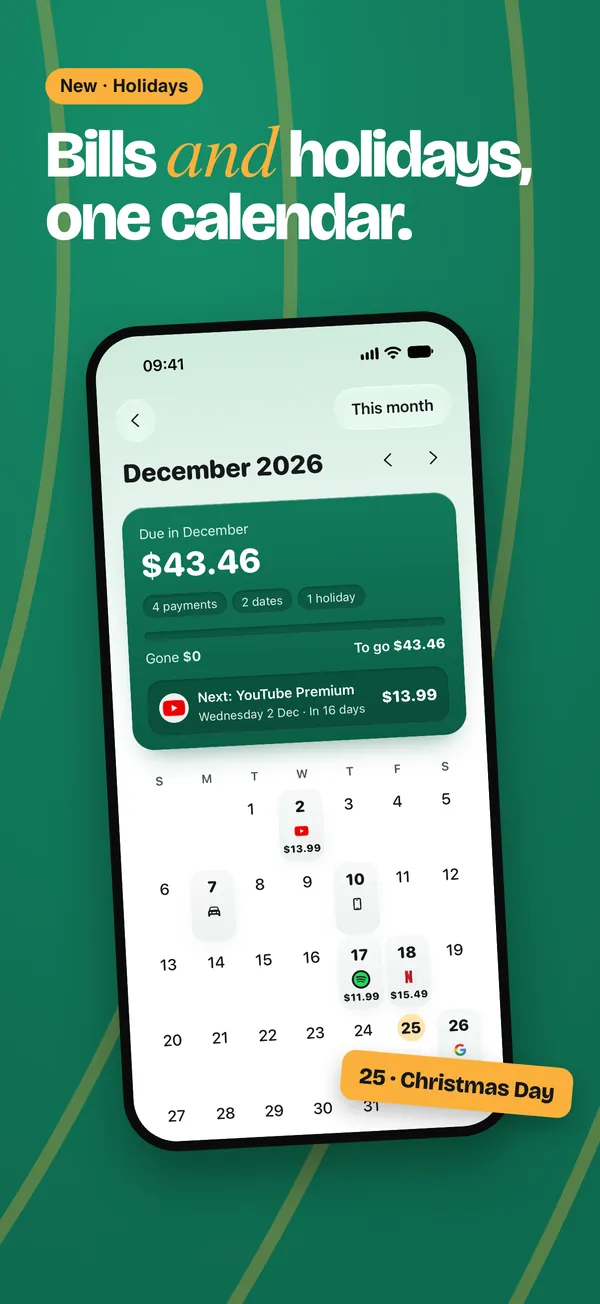 New · Holidays
Bills and holidays,
one calendar.
09:41
This month
December 2026
Due in December
$43.46
4 payments 2 dates 1 holiday
Gone $0 To go $43.46
Next: YouTube Premium
Wednesday 2 Dec · In 16 days
$13.99
S M T W T F S
1 2 3 4 5
$13.99
6 7 8 9 10 11 12
13 14 15 16 17 18 19
$11.99 $15.49
20 21 22 23 24 25 26
25 · Christmas Day
27 28 29 30 31